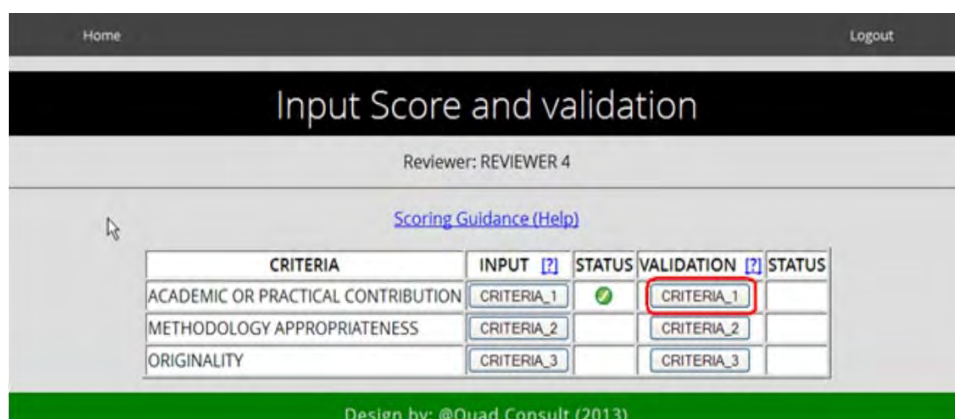 Home Logout
Input Score and validation
Reviewer: REVIEWER 4
Scoring Guidance (Help)
CRITERIA INPUT [?] STATUS VALIDATION [?] STATUS
ACADEMIC OR PRACTICAL CONTRIBUTION CRITERIA_1 CRITERIA_1
METHODOLOGY APPROPRIATENESS CRITERIA_2 CRITERIA_2
ORIGINALITY CRITERIA_3 CRITERIA_3
Design by: @Quad Consult (2013)